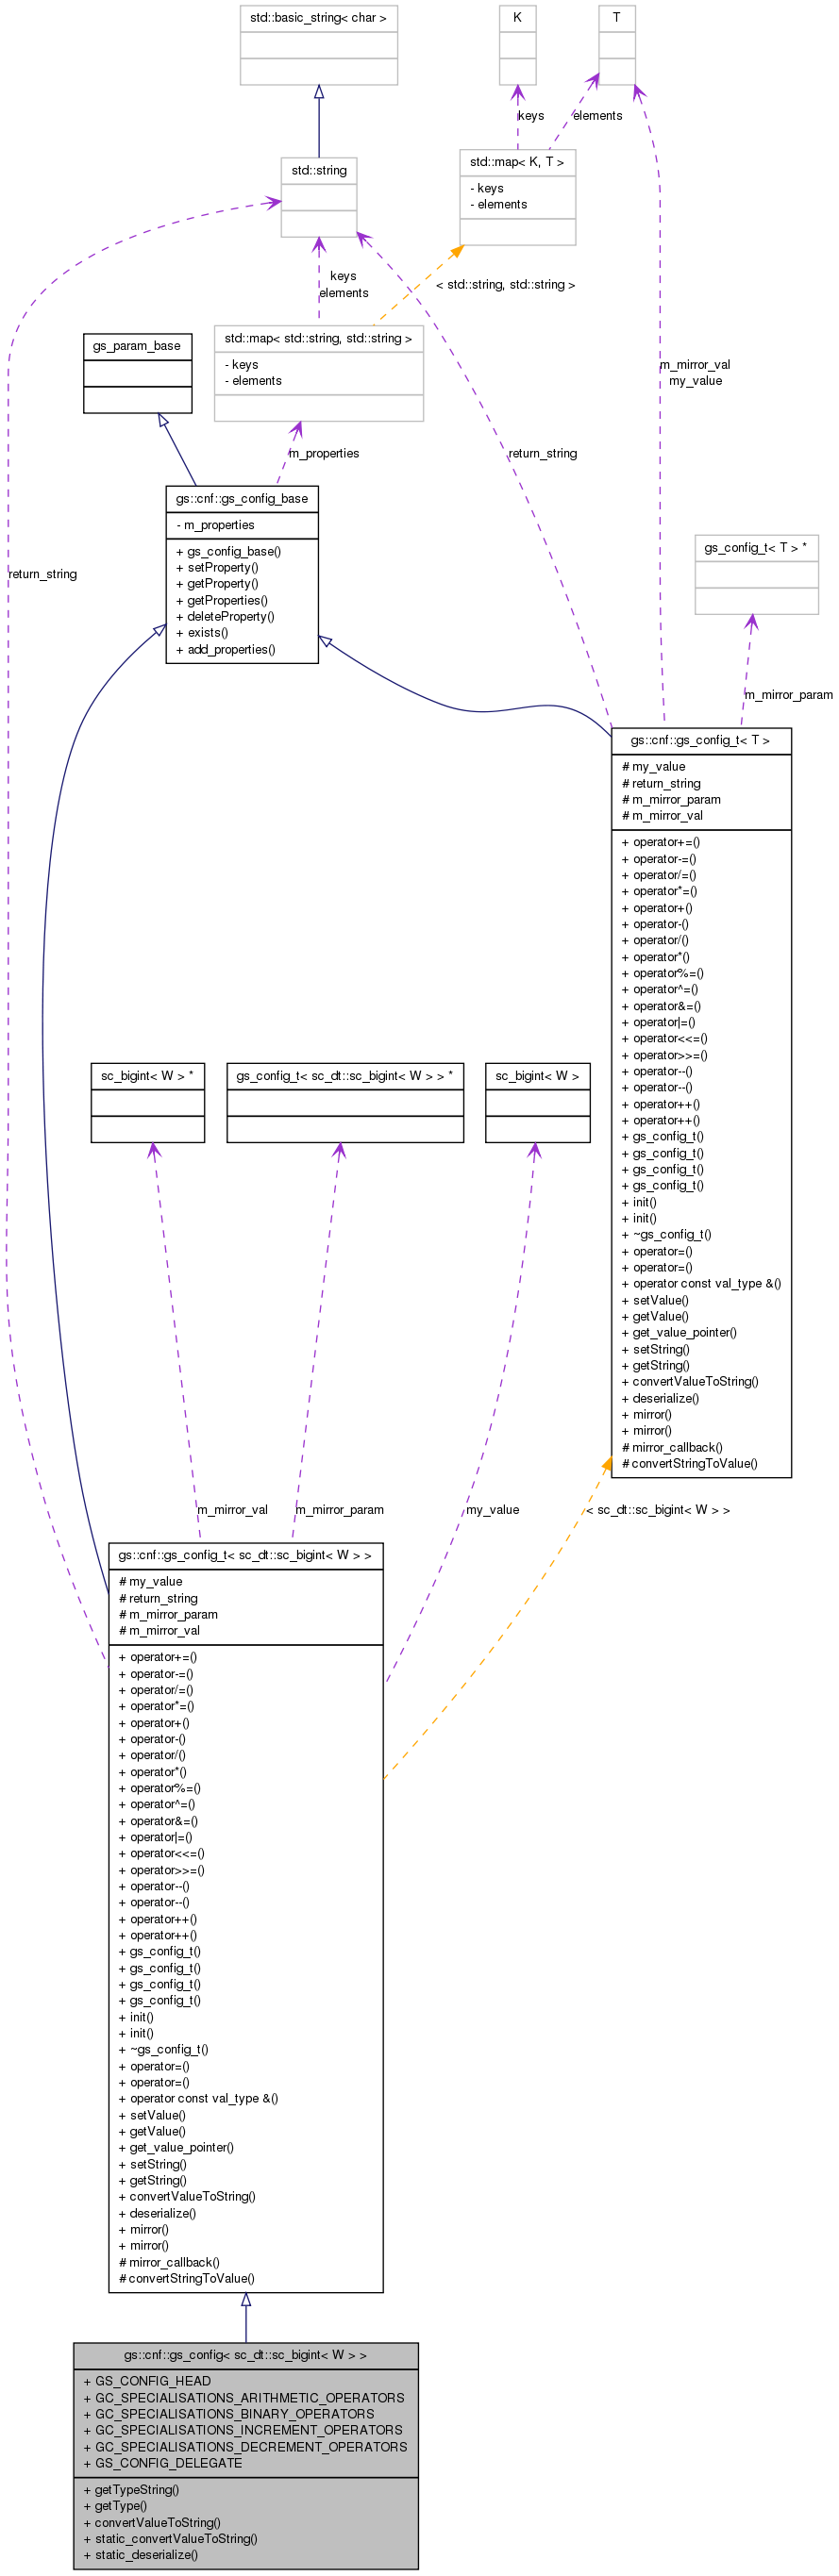 std::basic_string< char >
K
T
keys
elements
std::string
std::map< K, T >
- keys
- elements
keys
elements
< std::string, std::string >
gs_param_base
std::map< std::string, std::string >
- keys
- elements
m_mirror_val
my_value
m_properties
return_string
gs::cnf::gs_config_base
- m_properties
+ gs_config_base()
+ setProperty()
+ getProperty()
+ getProperties()
+ deleteProperty()
+ exists()
+ add_properties()
return_string
gs_config_t< T > *
m_mirror_param
gs::cnf::gs_config_t< T >
# my_value
# return_string
# m_mirror_param
# m_mirror_val
+ operator+=()
+ operator-=()
+ operator/=()
+ operator*=()
+ operator+()
+ operator-()
+ operator/()
+ operator*()
+ operator%=()
+ operator^=()
+ operator&=()
+ operator|=()
+ operator<<=()
+ operator>>=()
+ operator--()
+ operator--()
+ operator++()
+ operator++()
+ gs_config_t()
+ gs_config_t()
+ gs_config_t()
+ gs_config_t()
+ init()
+ init()
+ ~gs_config_t()
+ operator=()
+ operator=()
+ operator const val_type &()
+ setValue()
+ getValue()
+ get_value_pointer()
+ setString()
+ getString()
+ convertValueToString()
+ deserialize()
+ mirror()
+ mirror()
# mirror_callback()
# convertStringToValue()
sc_bigint< W > *
gs_config_t< sc_dt::sc_bigint< W > > *
sc_bigint< W >
m_mirror_val
m_mirror_param
my_value
< sc_dt::sc_bigint< W > >
gs::cnf::gs_config_t< sc_dt::sc_bigint< W > >
# my_value
# return_string
# m_mirror_param
# m_mirror_val
+ operator+=()
+ operator-=()
+ operator/=()
+ operator*=()
+ operator+()
+ operator-()
+ operator/()
+ operator*()
+ operator%=()
+ operator^=()
+ operator&=()
+ operator|=()
+ operator<<=()
+ operator>>=()
+ operator--()
+ operator--()
+ operator++()
+ operator++()
+ gs_config_t()
+ gs_config_t()
+ gs_config_t()
+ gs_config_t()
+ init()
+ init()
+ ~gs_config_t()
+ operator=()
+ operator=()
+ operator const val_type &()
+ setValue()
+ getValue()
+ get_value_pointer()
+ setString()
+ getString()
+ convertValueToString()
+ deserialize()
+ mirror()
+ mirror()
# mirror_callback()
# convertStringToValue()
gs::cnf::gs_config< sc_dt::sc_bigint< W > >
+ GS_CONFIG_HEAD
+ GC_SPECIALISATIONS_ARITHMETIC_OPERATORS
+ GC_SPECIALISATIONS_BINARY_OPERATORS
+ GC_SPECIALISATIONS_INCREMENT_OPERATORS
+ GC_SPECIALISATIONS_DECREMENT_OPERATORS
+ GS_CONFIG_DELEGATE
+ getTypeString()
+ getType()
+ convertValueToString()
+ static_convertValueToString()
+ static_deserialize()